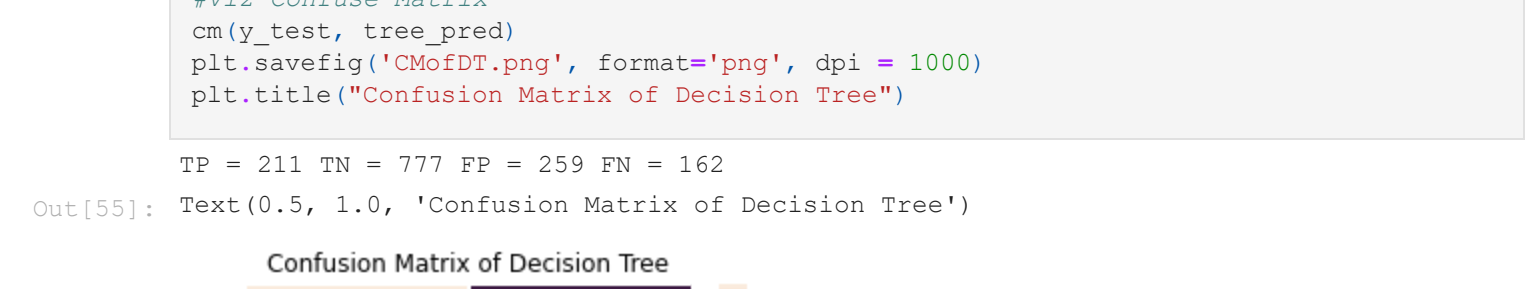 #viz Confuse Matrix
cm(y_test, tree_pred)
plt.savefig('CMofDT.png', format='png', dpi = 1000)
plt.title("Confusion Matrix of Decision Tree")
TP = 211 TN = 777 FP = 259 FN = 162
Out[55]: Text(0.5, 1.0, 'Confusion Matrix of Decision Tree')
Confusion Matrix of Decision Tree